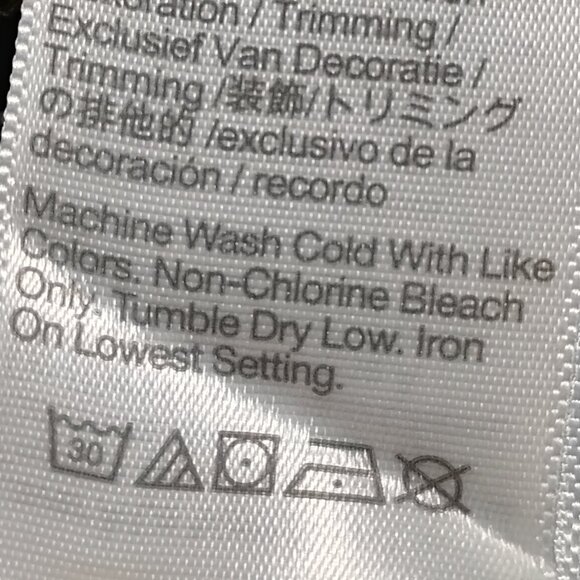 / Trimming /
Exclusief Van Decoratie /
Trimming /装飾/トリミング
の排他的 /exclusivo de la
decoración / recordo
Machine Wash Cold With Like
Colors. Non-Chlorine Bleach
Only. Tumble Dry Low. Iron
On Lowest Setting.
30